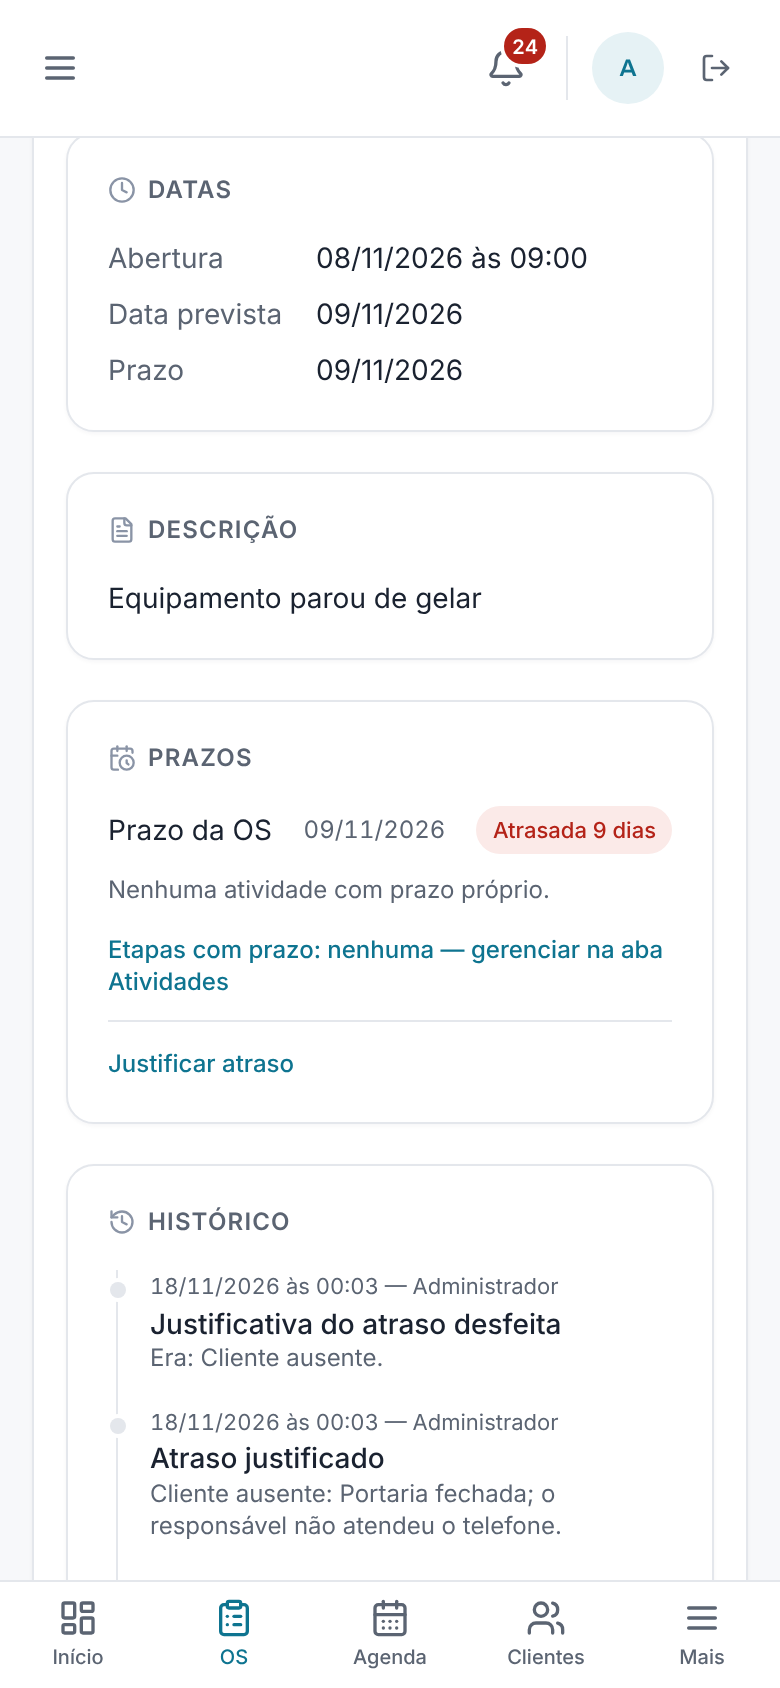 24
A
DATAS
Abertura 08/11/2026 às 09:00
Data prevista 09/11/2026
Prazo 09/11/2026
DESCRIÇÃO
Equipamento parou de gelar
PRAZOS
Prazo da OS 09/11/2026 Atrasada 9 dias
Nenhuma atividade com prazo próprio.
Etapas com prazo: nenhuma — gerenciar na aba
Atividades
Justificar atraso
HISTÓRICO
18/11/2026 às 00:03 — Administrador
Justificativa do atraso desfeita
Era: Cliente ausente.
18/11/2026 às 00:03 — Administrador
Atraso justificado
Cliente ausente: Portaria fechada; o
responsável não atendeu o telefone.
Início OS Agenda Clientes Mais